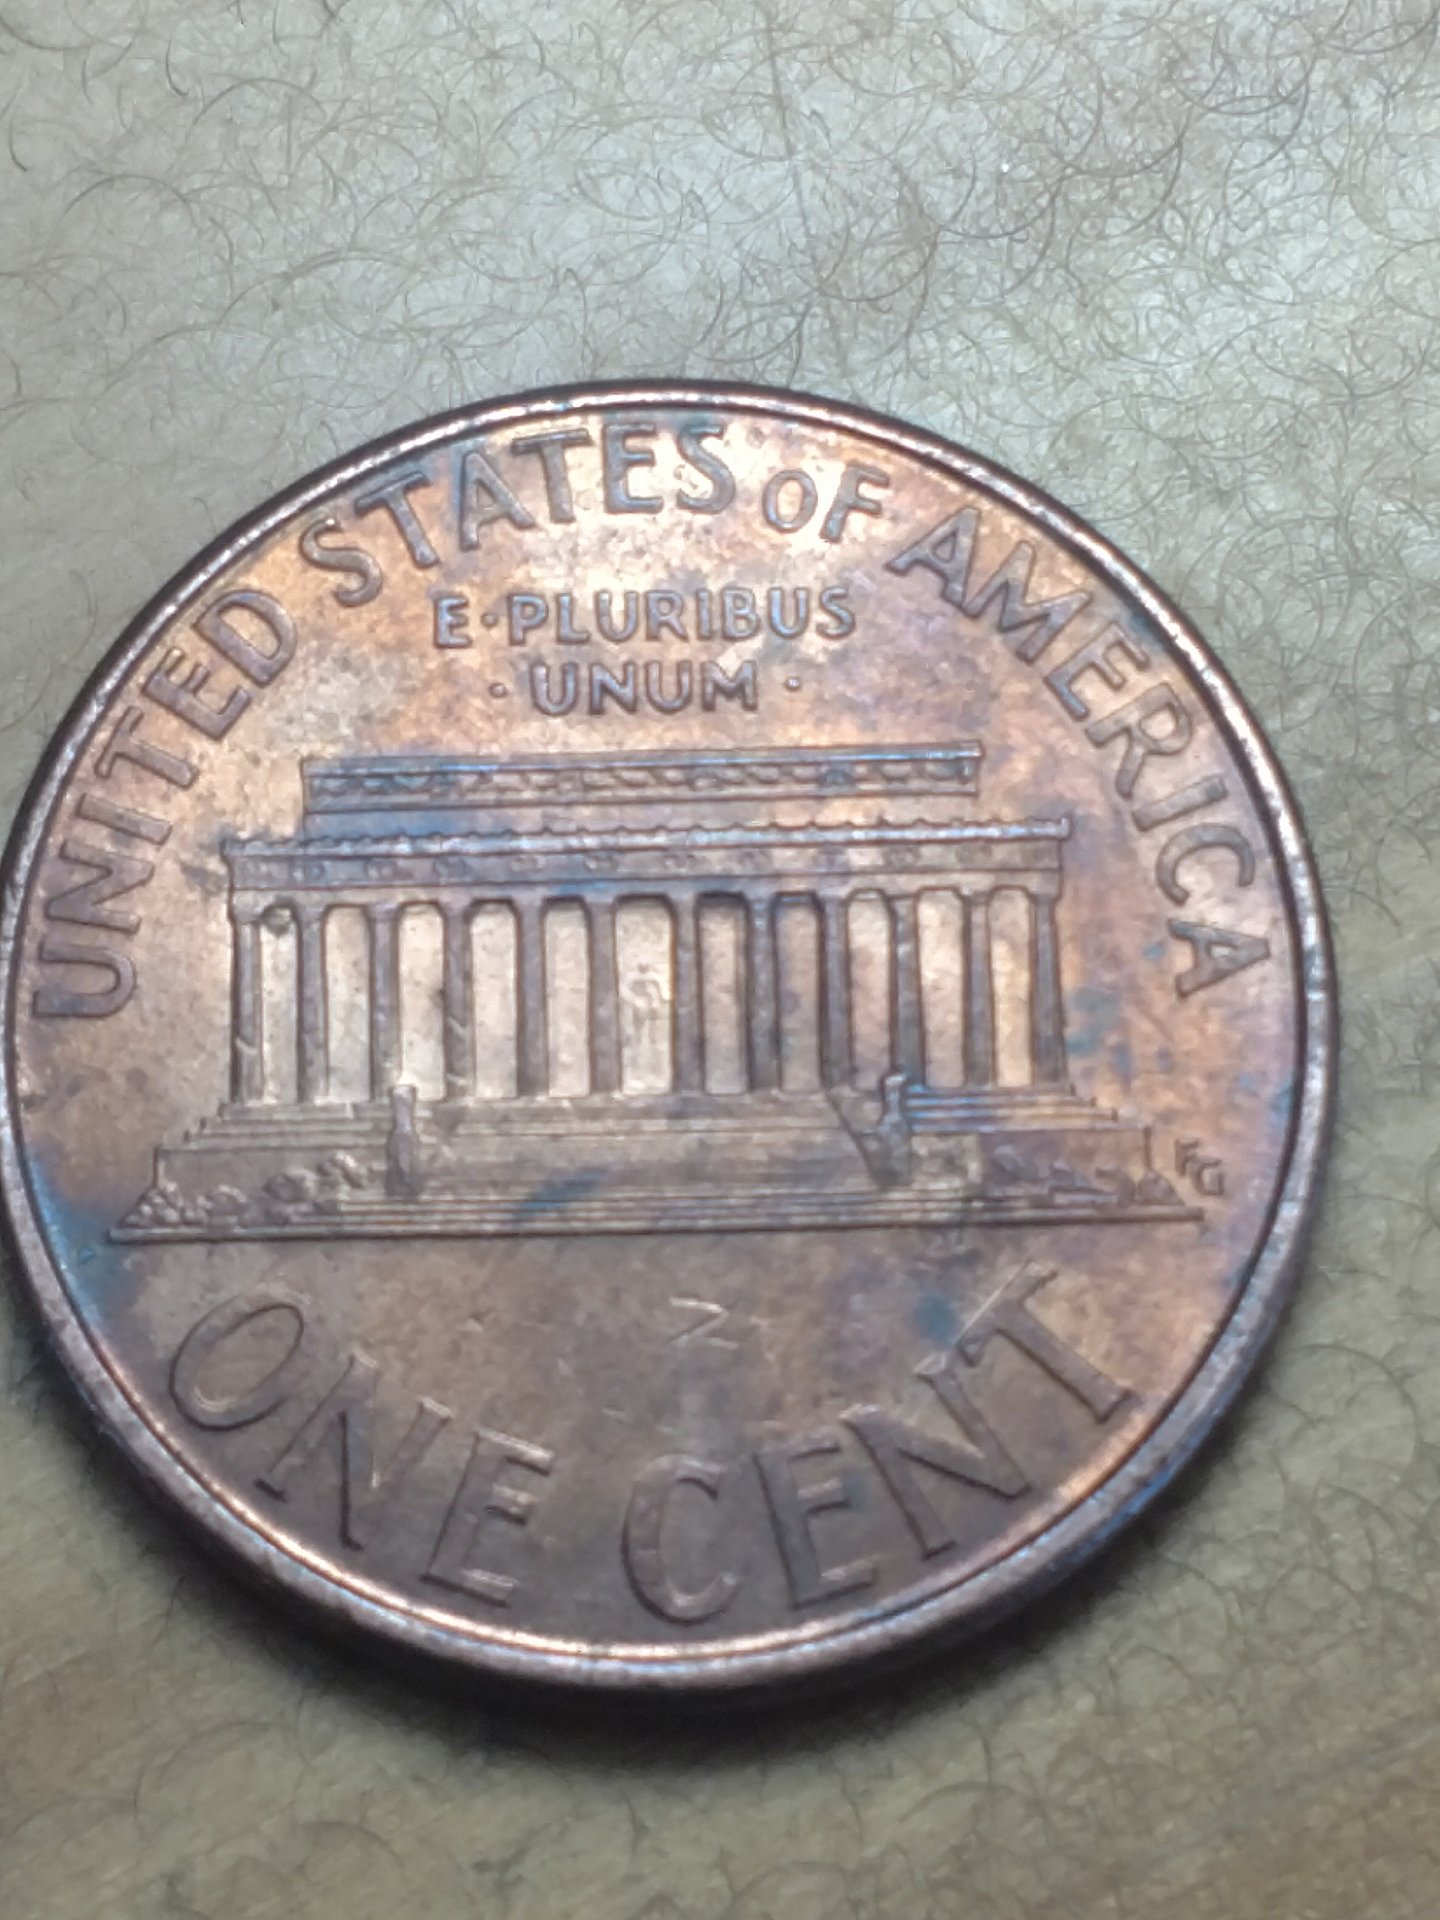 UNITED STATES OF AMERICA
E·PLURIBUS
·UNUM·
FG
ONE CENT